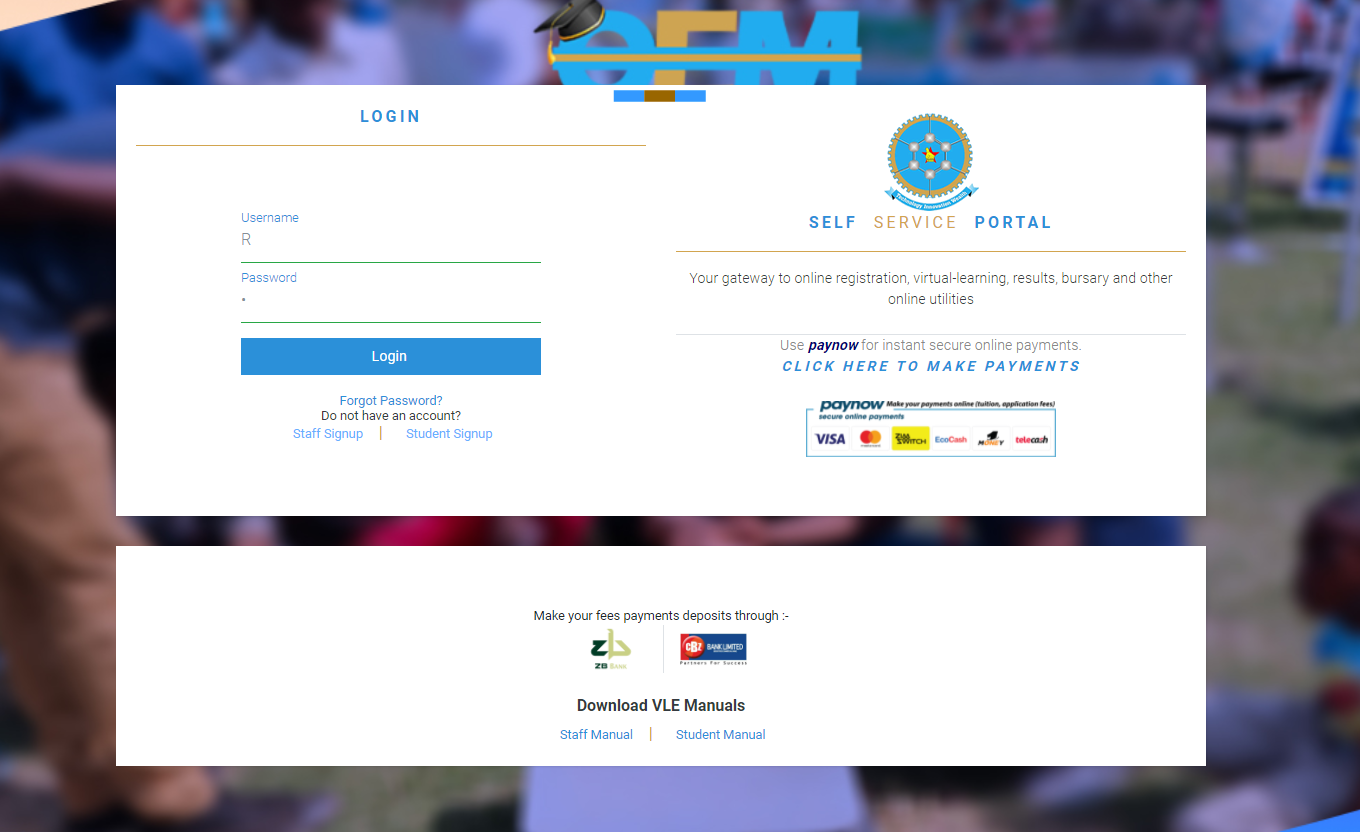 LOGIN
Username
R
Password
Login
Forgot Password?
Do not have an account?
Staff Signup | Student Signup
Technology Innovation Wealth
SELF SERVICE PORTAL
Your gateway to online registration, virtual-learning, results, bursary and other
online utilities
Use paynow for instant secure online payments.
CLICK HERE TO MAKE PAYMENTS
paynow Make your payments online (tuition, application fees)
secure online payments
VISA ZimSWITCH EcoCash MONEY telecash
Make your fees payments deposits through :-
ZB BANK
CBZ BANK LIMITED
Partners For Success
Download VLE Manuals
Staff Manual | Student Manual